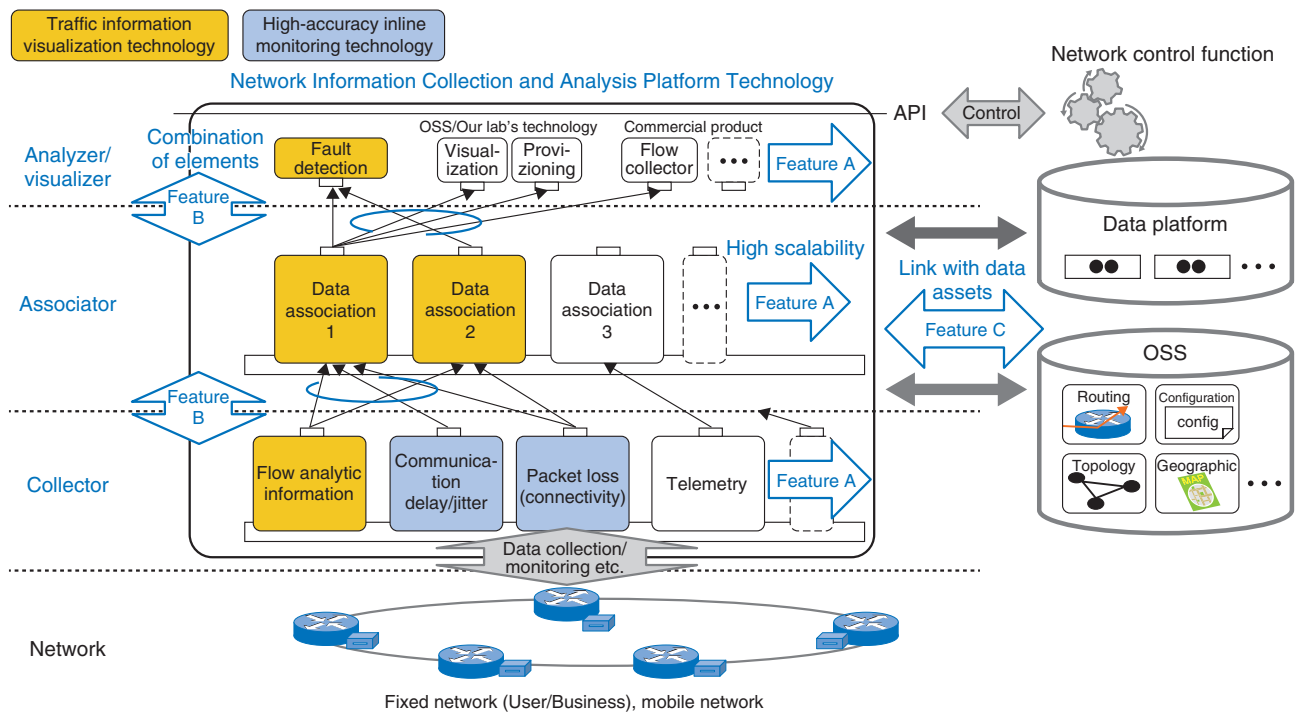 Traffic information
visualization technology
High-accuracy inline
monitoring technology
Network control function
Network Information Collection and Analysis Platform Technology
API
Control
Analyzer/
visualizer
Combination
of elements
Fault
detection
OSS/Our lab's technology
Visual-
ization
Provi-
zioning
Commercial product
Flow
collector
•••
Feature A
Feature
B
Data platform
•••
Associator
Data
association
1
Data
association
2
Data
association
3
•••
High scalability
Feature A
Link with data
assets
Feature C
Feature
B
OSS
Routing
Configuration
config
Topology
Geographic
MAP
•••
Collector
Flow analytic
information
Communica-
tion
delay/jitter
Packet loss
(connectivity)
Telemetry
Feature A
Data collection/
monitoring etc.
Network
Fixed network (User/Business), mobile network